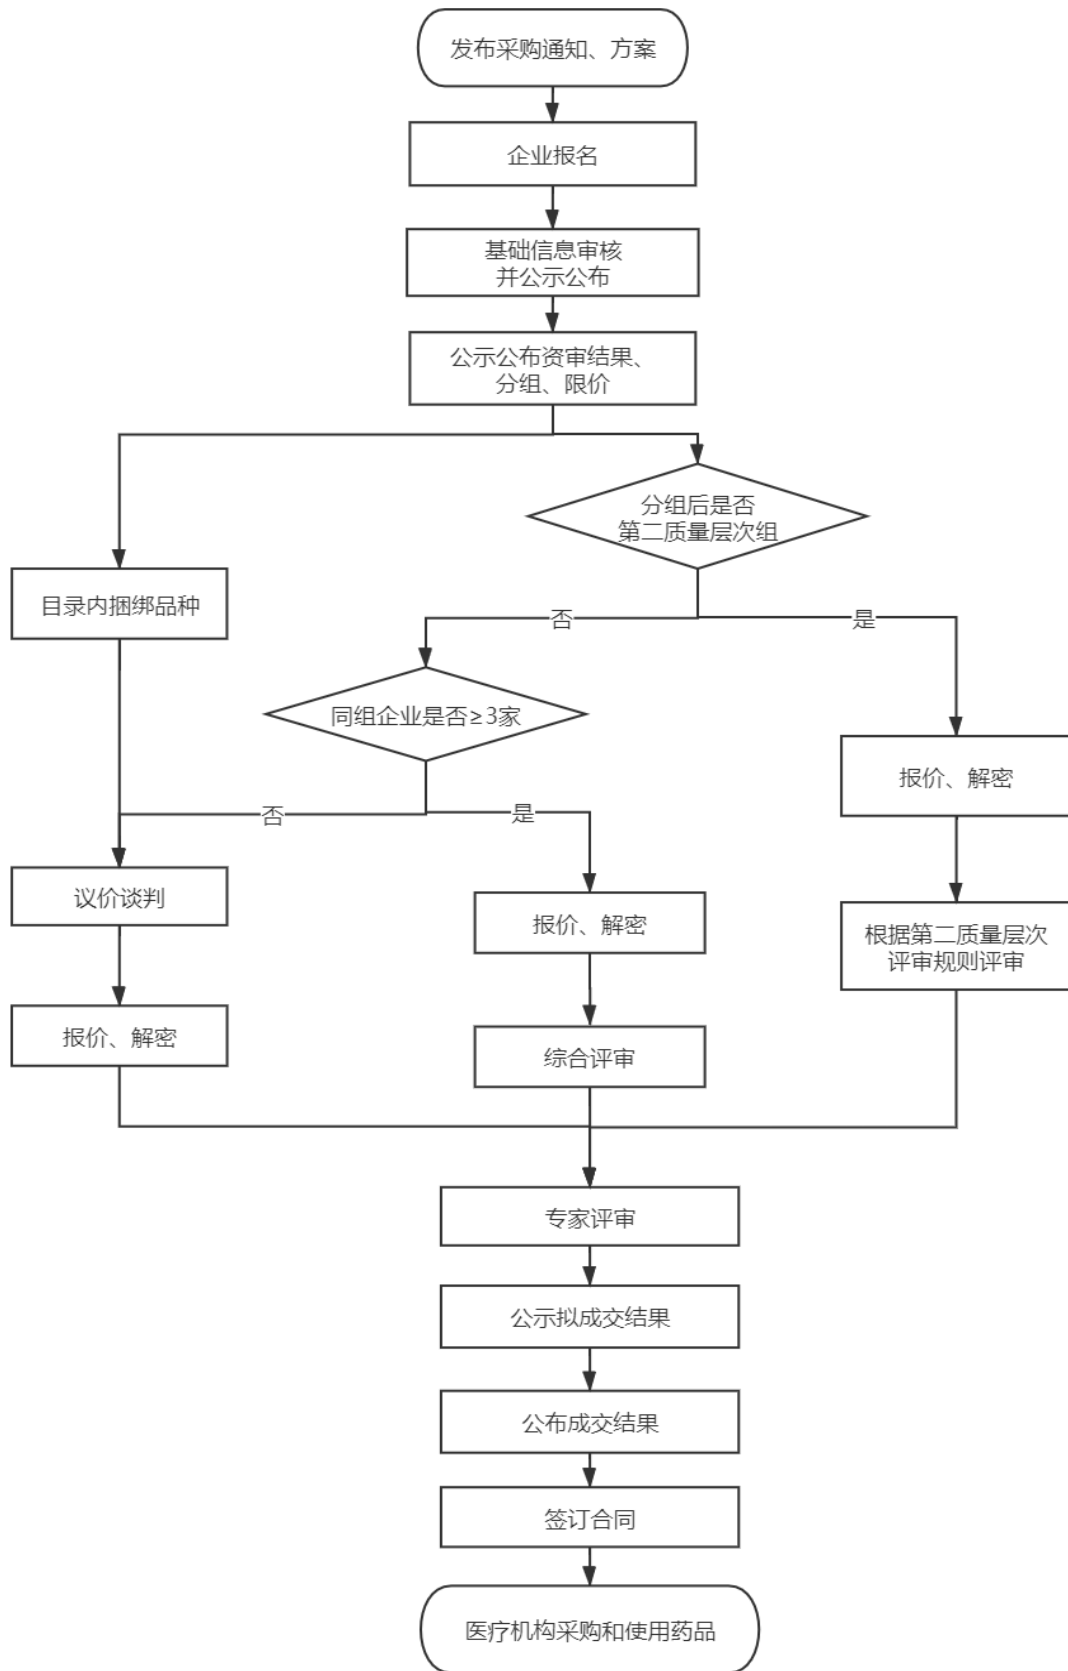 发布采购通知、方案
企业报名
基础信息审核
并公示公布
公示公布资审结果、
分组、限价
分组后是否
第二质量层次组
目录内捆绑品种
否
是
同组企业是否≥3家
报价、解密
否
是
议价谈判
报价、解密
根据第二质量层次
评审规则评审
报价、解密
综合评审
专家评审
公示拟成交结果
公布成交结果
签订合同
医疗机构采购和使用药品